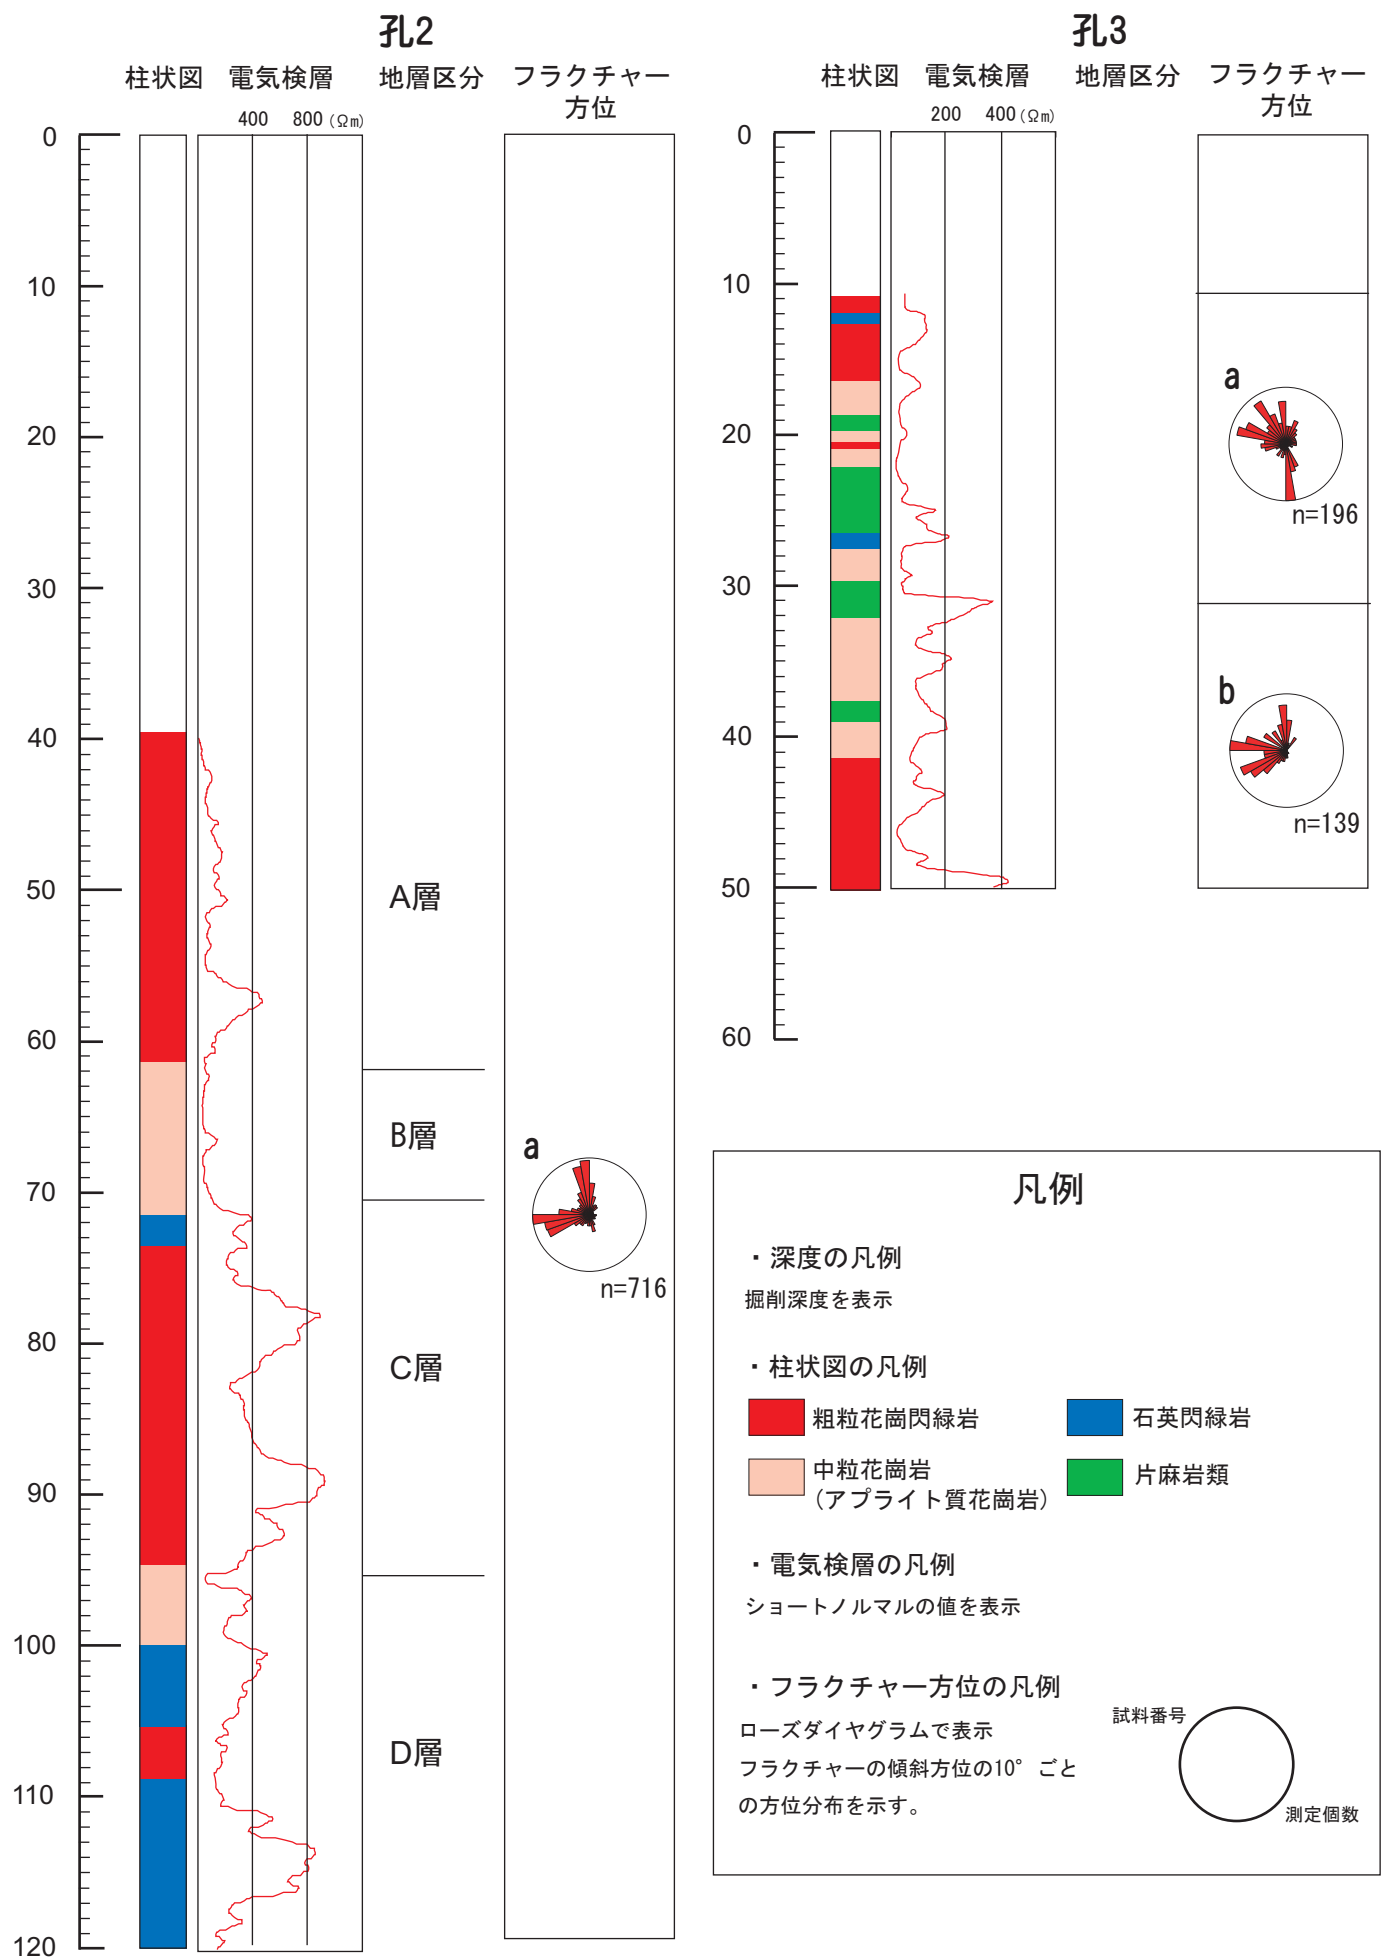 孔2
柱状図 電気検層 地層区分 フラクチャー
方位
400 800 (Ωm)
0
10
20
30
40
50
60
70
80
90
100
110
120
A層
B層
C層
D層
a
n=716
孔3
柱状図 電気検層 地層区分 フラクチャー
方位
200 400 (Ωm)
0
10
20
30
40
50
60
a
n=196
b
n=139
凡例
・深度の凡例
掘削深度を表示
・柱状図の凡例
粗粒花崗閃緑岩 石英閃緑岩
中粒花崗岩 片麻岩類
(アプライト質花崗岩)
・電気検層の凡例
ショートノルマルの値を表示
・フラクチャー方位の凡例
ローズダイヤグラムで表示
フラクチャーの傾斜方位の10°ごと
の方位分布を示す。
試料番号
測定個数